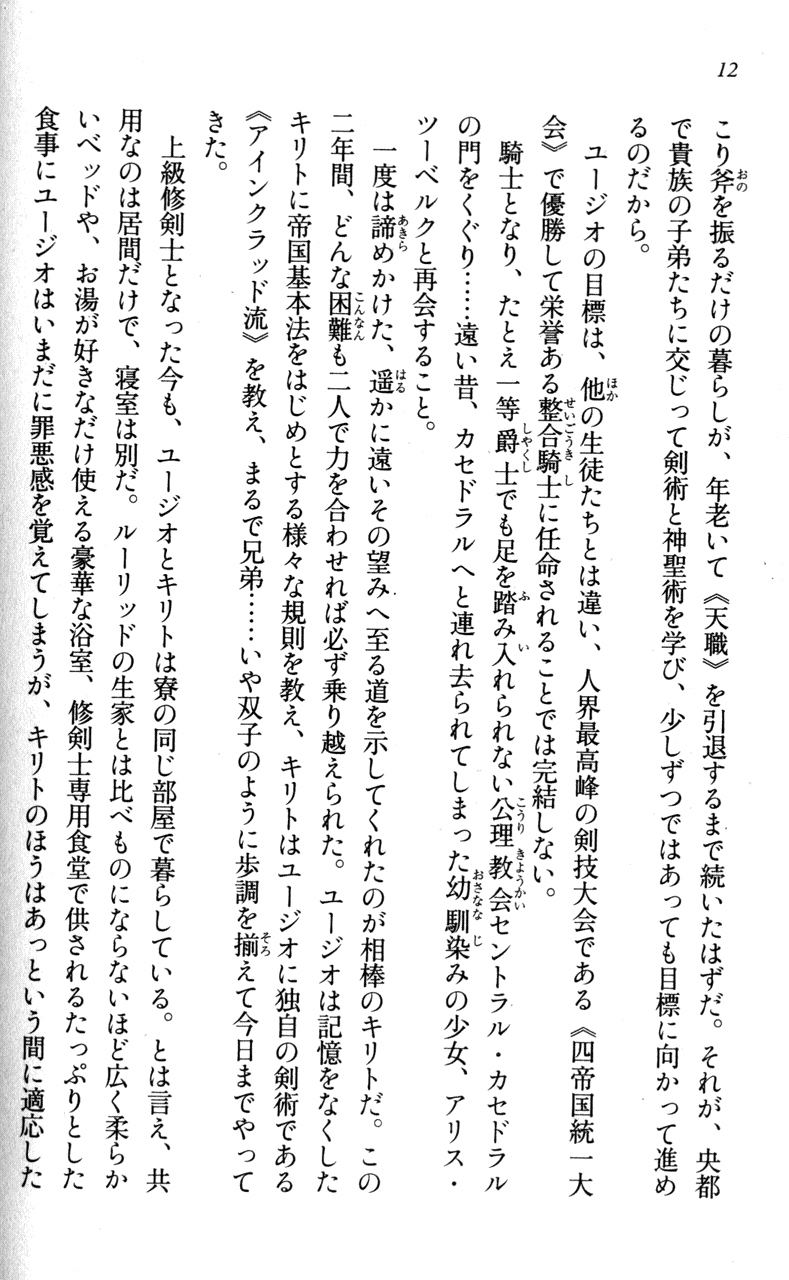 12
こり斧を振るだけの暮らしが、年老いて《天職》を引退するまで続いたはずだ。それが、央都
で貴族の子弟たちに交じって剣術と神聖術を学び、少しずつではあっても目標に向かって進め
るのだから。
ユージオの目標は、他の生徒たちとは違い、人界最高峰の剣技大会である《四帝国統一大
会》で優勝して栄誉ある整合騎士に任命されることでは完結しない。
騎士となり、たとえ一等爵士でも足を踏み入れられない公理教会セントラル・カセドラル
の門をくぐり……遠い昔、カセドラルへと連れ去られてしまった幼馴染みの少女、アリス・
ツーベルクと再会すること。
一度は諦めかけた、遥かに遠いその望みへ至る道を示してくれたのが相棒のキリトだ。この
二年間、どんな困難も二人で力を合わせれば必ず乗り越えられた。ユージオは記憶をなくした
キリトに帝国基本法をはじめとする様々な規則を教え、キリトはユージオに独自の剣術である
《アインクラッド流》を教え、まるで兄弟……いや双子のように歩調を揃えて今日までやって
きた。
上級修剣士となった今も、ユージオとキリトは寮の同じ部屋で暮らしている。とは言え、共
用なのは居間だけで、寝室は別だ。ルーリッドの生家とは比べものにならないほど広く柔らか
いベッドや、お湯が好きなだけ使える豪華な浴室、修剣士専用食堂で供されるたっぷりとした
食事にユージオはいまだに罪悪感を覚えてしまうが、キリトのほうはあっという間に適応した